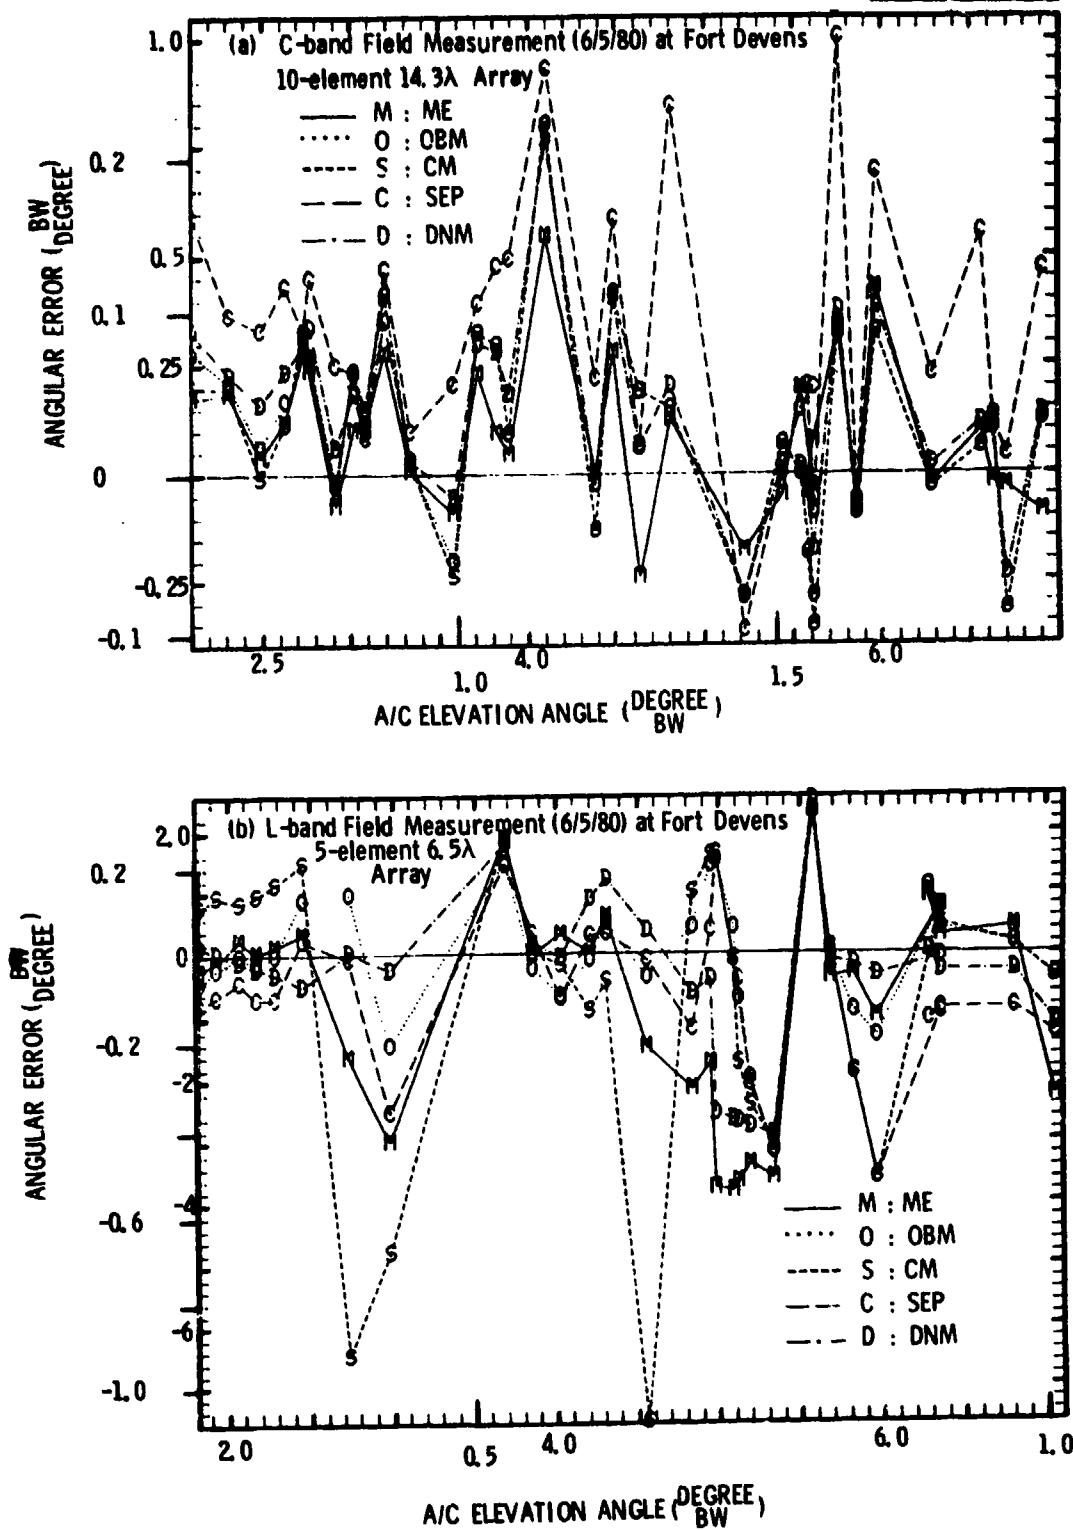 (a) C-band Field Measurement (6/5/80) at Fort Devens
10-element 14.3λ Array
M : ME
O : OBM
S : CM
C : SEP
D : DNM
ANGULAR ERROR (BW/DEGREE)
1.0
0.2
0.5
0.1
0.25
0
-0.25
-0.1
2.5
4.0
6.0
1.0
1.5
A/C ELEVATION ANGLE (DEGREE/BW)
(b) L-band Field Measurement (6/5/80) at Fort Devens
5-element 6.5λ
Array
ANGULAR ERROR (BW/DEGREE)
2.0
0.2
0
-0.2
-2
-4
-0.6
-6
-1.0
M : ME
O : OBM
S : CM
C : SEP
D : DNM
2.0
4.0
6.0
0.5
1.0
A/C ELEVATION ANGLE (DEGREE/BW)